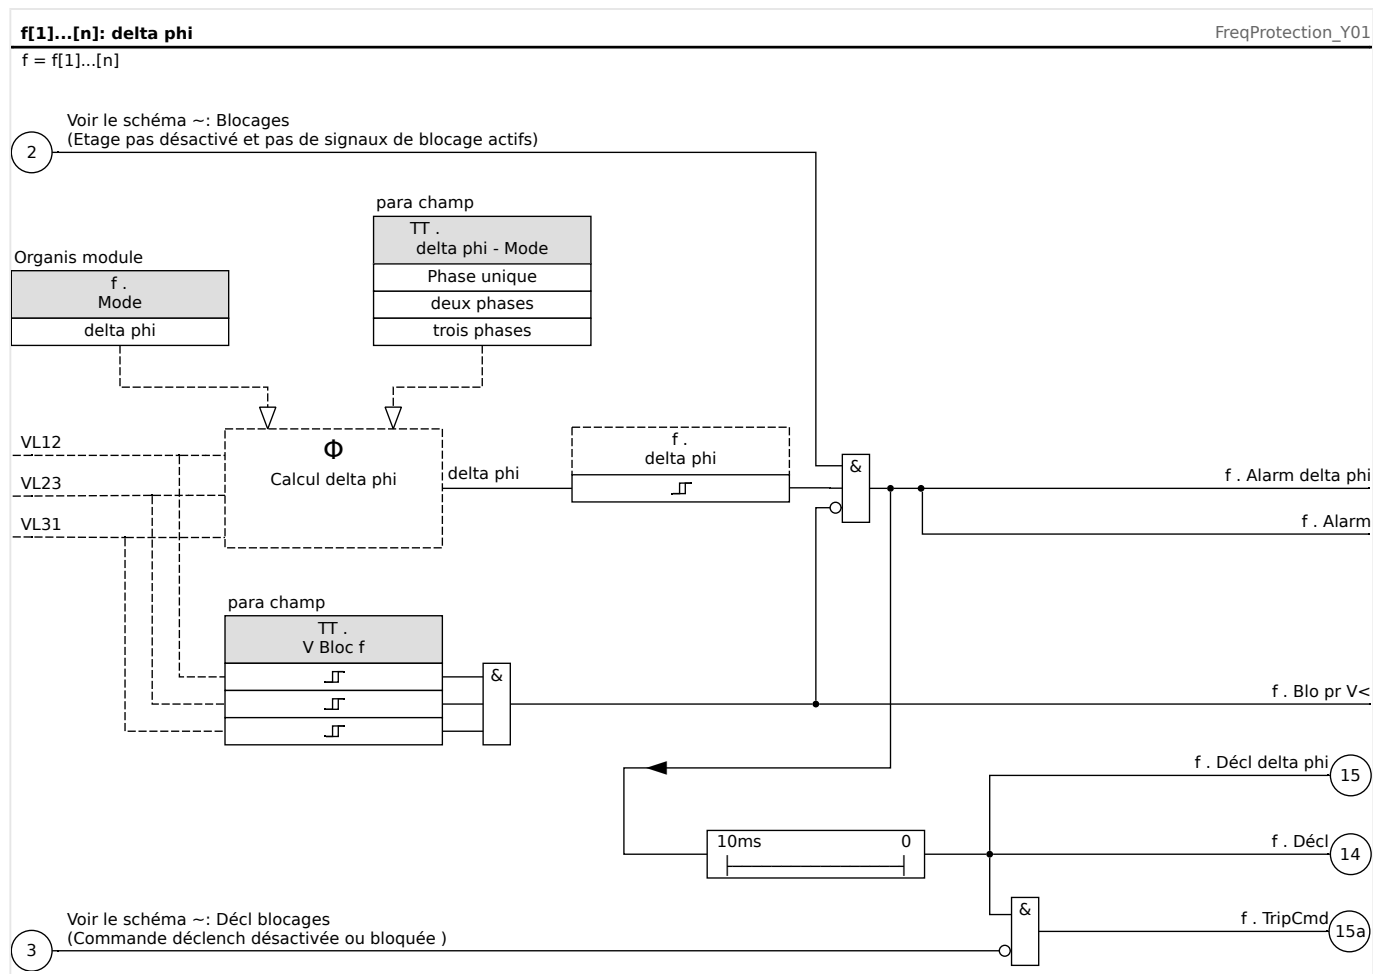 f[1]...[n]: delta phi
FreqProtection_Y01
f = f[1]...[n]
Voir le schéma ~: Blocages
(Etage pas désactivé et pas de signaux de blocage actifs)
2
para champ
TT .
delta phi - Mode
Phase unique
deux phases
trois phases
Organis module
f .
Mode
delta phi
VL12
VL23
VL31
Φ
Calcul delta phi
delta phi
f .
delta phi
&
f . Alarm delta phi
f . Alarm
para champ
TT .
V Bloc f
&
f . Blo pr V<
f . Décl delta phi
15
10ms
0
f . Décl
14
Voir le schéma ~: Décl blocages
(Commande déclench désactivée ou bloquée )
3
&
f . TripCmd
15a